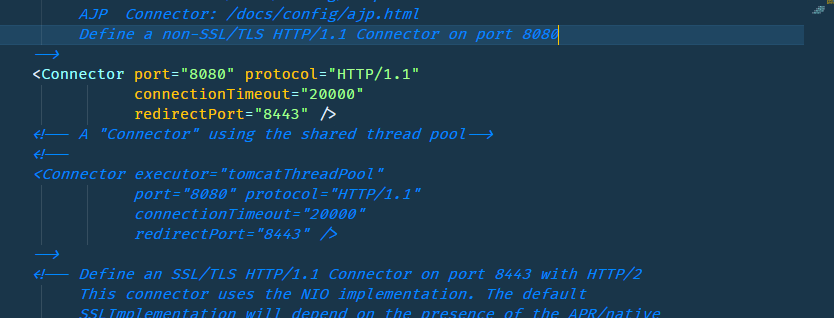 AJP  Connector: /docs/config/ajp.html
Define a non-SSL/TLS HTTP/1.1 Connector on port 8080
-->
<Connector port="8080" protocol="HTTP/1.1"
connectionTimeout="20000"
redirectPort="8443" />
<!-- A "Connector" using the shared thread pool-->
<!--
<Connector executor="tomcatThreadPool"
port="8080" protocol="HTTP/1.1"
connectionTimeout="20000"
redirectPort="8443" />
-->
<!-- Define an SSL/TLS HTTP/1.1 Connector on port 8443 with HTTP/2
This connector uses the NIO implementation. The default
SSLImplementation will depend on the presence of the APR/native